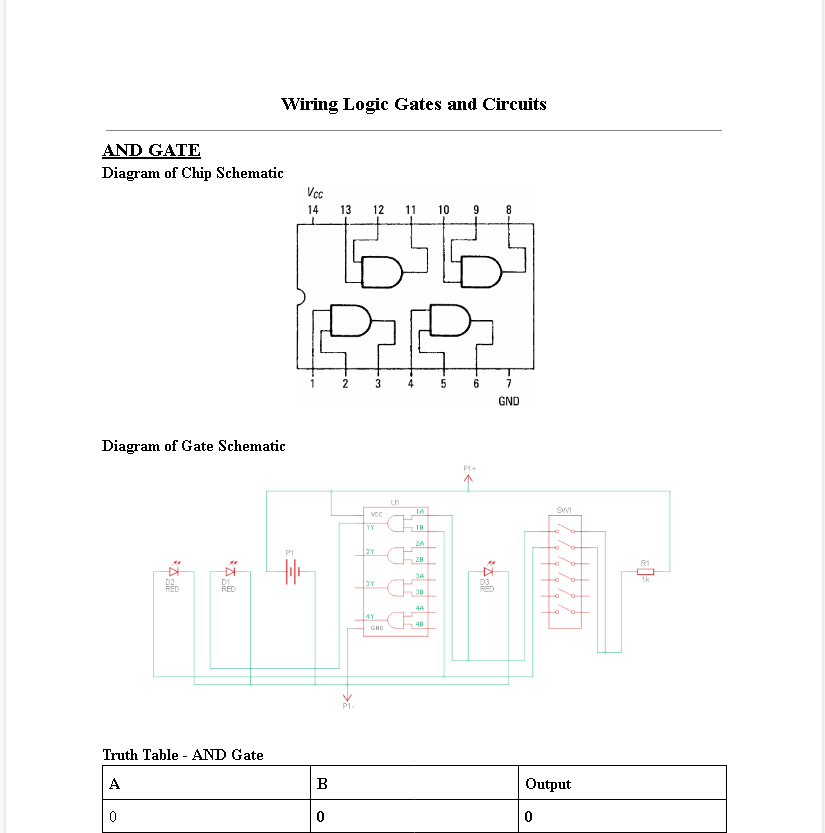 Wiring Logic Gates and Circuits
AND GATE
Diagram of Chip Schematic
Vcc
14 13 12 11 10 9 8
1 2 3 4 5 6 7
GND
Diagram of Gate Schematic
P1+
U1
VCC 1A
SW1
1Y 1B
2A
2Y 2B
P1
R1
1k
D2
RED
D1
RED
D3
RED
3A
3Y 3B
4A
4Y 4B
GND
P1-
Truth Table - AND Gate
A B Output
0 0 0